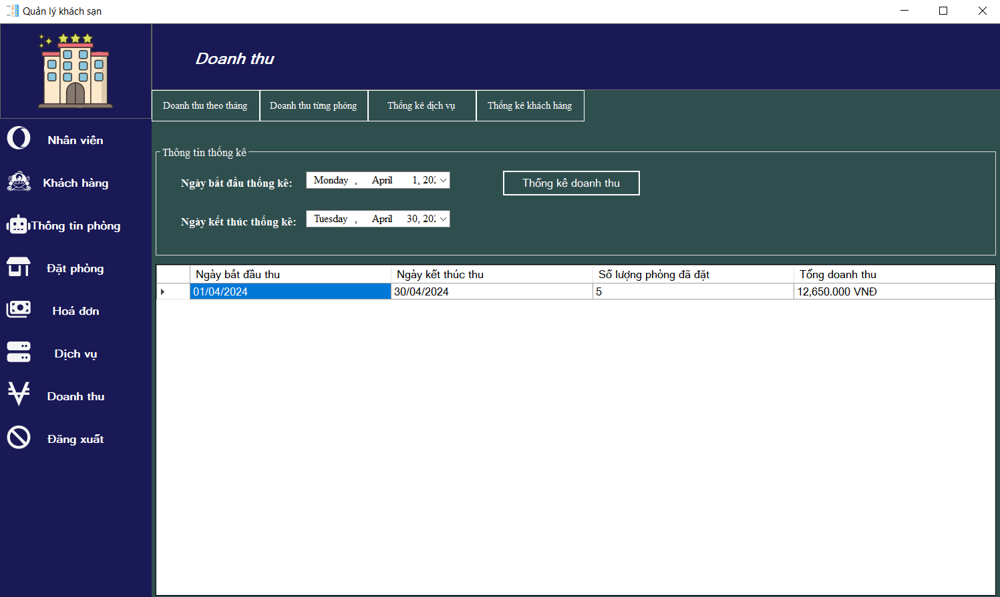 Quản lý khách sạn
Doanh thu
Doanh thu theo tháng
Doanh thu từng phòng
Thống kê dịch vụ
Thống kê khách hàng
Nhân viên
Khách hàng
Thông tin phòng
Đặt phòng
Hoá đơn
Dịch vụ
Doanh thu
Đăng xuất
Thông tin thống kê
Ngày bắt đầu thống kê:
Monday , April 1, 202
Thống kê doanh thu
Ngày kết thúc thống kê:
Tuesday , April 30, 202
Ngày bắt đầu thu Ngày kết thúc thu Số lượng phòng đã đặt Tổng doanh thu
01/04/2024 30/04/2024 5 12,650.000 VNĐ